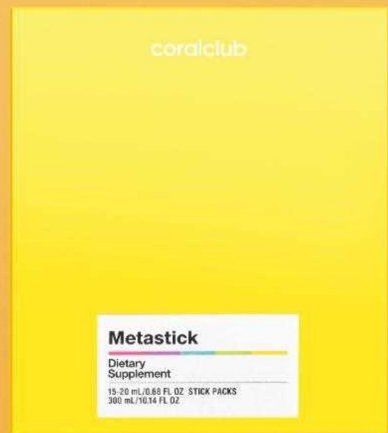 coralclub
Metastick
Dietary
Supplement
15-20 mL/0.68 FL OZ STICK PACKS
300 mL/10.14 FL OZ